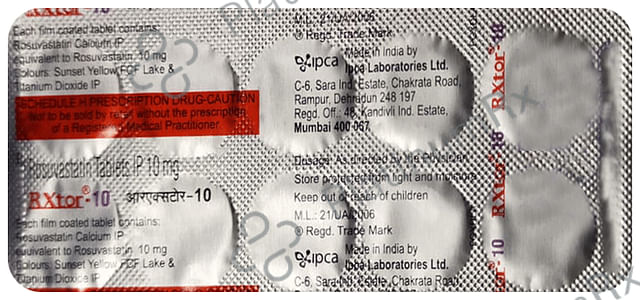 Each film coated tablet contains:
Rosuvastatin Calcium IP
equivalent to Rosuvastatin 10 mg
Colours: Sunset Yellow FCF Lake &
Titanium Dioxide IP
SCHEDULE H PRESCRIPTION DRUG-CAUTION
Not to be sold by retail without the prescription
of a Registered Medical Practitioner.
Rosuvastatin Tablets IP 10 mg
RXtor®-10 आरएक्सटोर-10
Each film coated tablet contains:
Rosuvastatin Calcium IP
equivalent to Rosuvastatin 10 mg
Colours: Sunset Yellow FCF Lake &
Titanium Dioxide IP
M.L.: 21/UA/2006
® Regd. Trade Mark
Made in India by
ipca Ipca Laboratories Ltd.
C-6, Sara Ind. Estate, Chakrata Road,
Rampur, Dehradun 248 197
Regd. Off.: 48, Kandivli Ind. Estate,
Mumbai 400 067
Dosage: As directed by the Physician
Store protected from light and moisture
Keep out of reach of children
M.L.: 21/UA/2006
® Regd. Trade Mark
Made in India by
ipca Ipca Laboratories Ltd.
C-6, Sara Ind. Estate, Chakrata Road,
RXtor®-10
RXtor®-10
xtor®-10